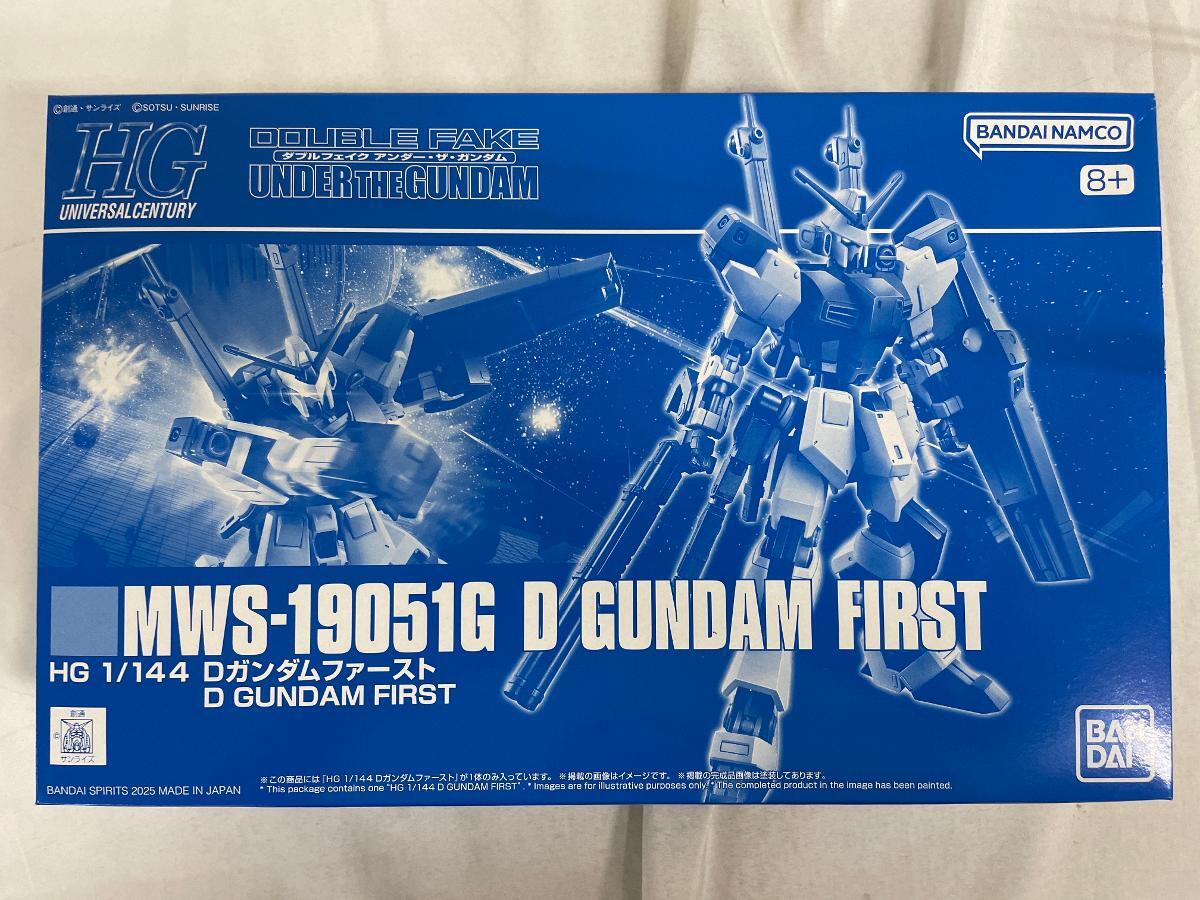 ©創通・サンライズ ©SOTSU・SUNRISE
HG
UNIVERSAL CENTURY
DOUBLE FAKE
ダブルフェイク アンダー・ザ・ガンダム
UNDER THE GUNDAM
BANDAI NAMCO
8+
MWS-19051G D GUNDAM FIRST
HG 1/144 Dガンダムファースト
D GUNDAM FIRST
創通
©
サンライズ
BAN
DAI
※この商品には「HG 1/144 Dガンダムファースト」が1体のみ入っています。 ※掲載の画像はイメージです。 ※掲載の完成品画像は塗装してあります。
* This package contains one "HG 1/144 D GUNDAM FIRST". * Images are for illustrative purposes only. * The completed product in the image has been painted.
BANDAI SPIRITS 2025 MADE IN JAPAN